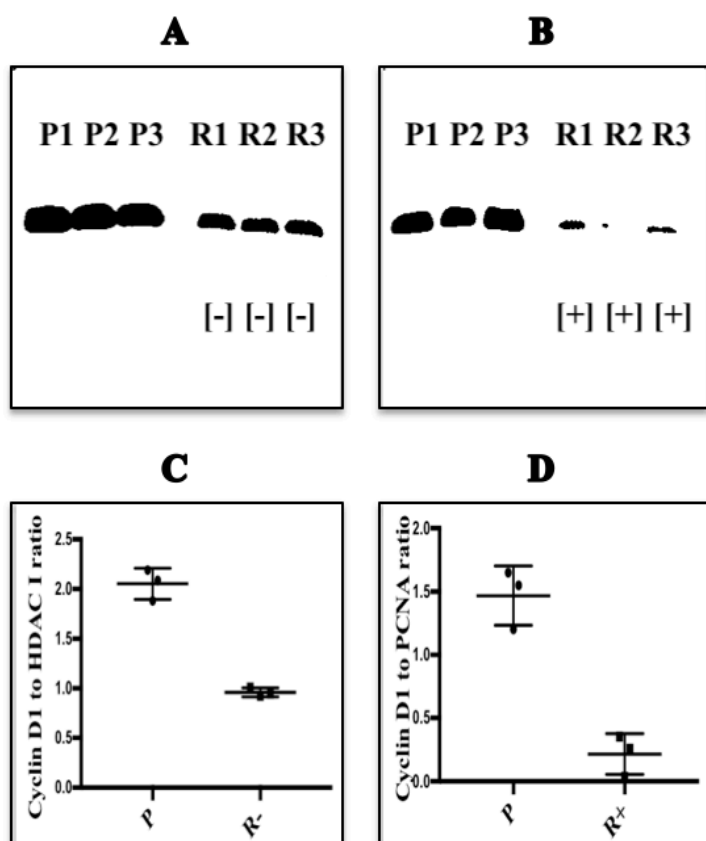 A
P1 P2 P3 R1 R2 R3
[-] [-] [-]
B
P1 P2 P3 R1 R2 R3
[+] [+] [+]
C
Cyclin D1 to HDAC I ratio
2.5
2.0
1.5
1.0
0.5
0.0
P
R-
D
Cyclin D1 to PCNA ratio
2.0
1.5
1.0
0.5
0.0
P
R+